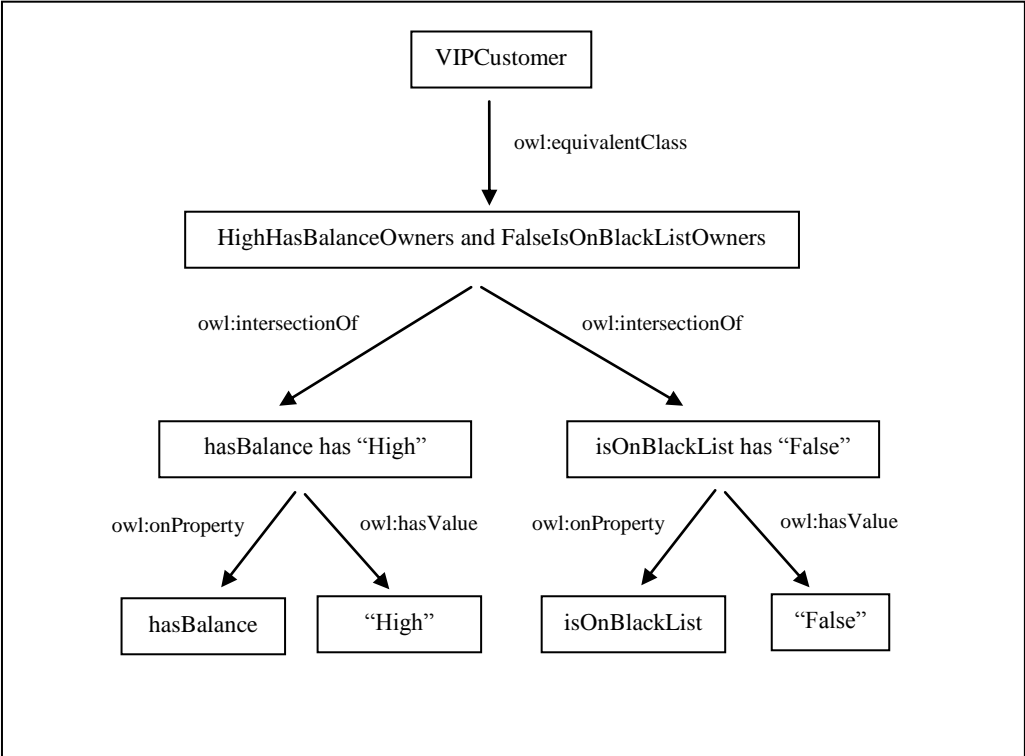 VIPCustomer
owl:equivalentClass
HighHasBalanceOwners and FalseIsOnBlackListOwners
owl:intersectionOf
owl:intersectionOf
hasBalance has “High”
isOnBlackList has “False”
owl:onProperty
owl:hasValue
owl:onProperty
owl:hasValue
hasBalance
“High”
isOnBlackList
“False”